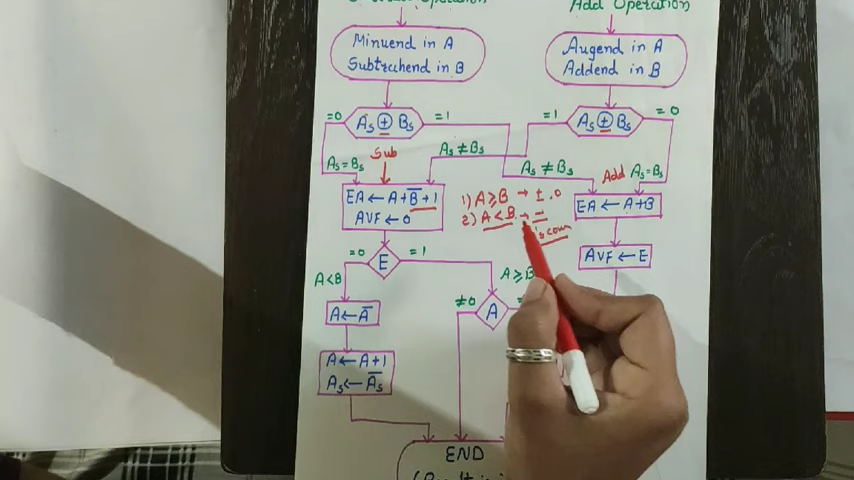 Add Operation
Minuend in A
Subtrahend in B
Augend in A
Addend in B
=0
As ⊕ Bs
=1
=1
As ⊕ Bs
=0
As=Bs
Sub
As≠Bs
As≠Bs
Add
As=Bs
EA ← A+B̅+1
AVF ← 0
1) A≥B → ±.0
2) A<B → −
EA ← A+B
AVF ← E
=0
E
=1
A<B
A≥B
≠0
A
A ← A̅
A ← A+1
As ← A̅s
END